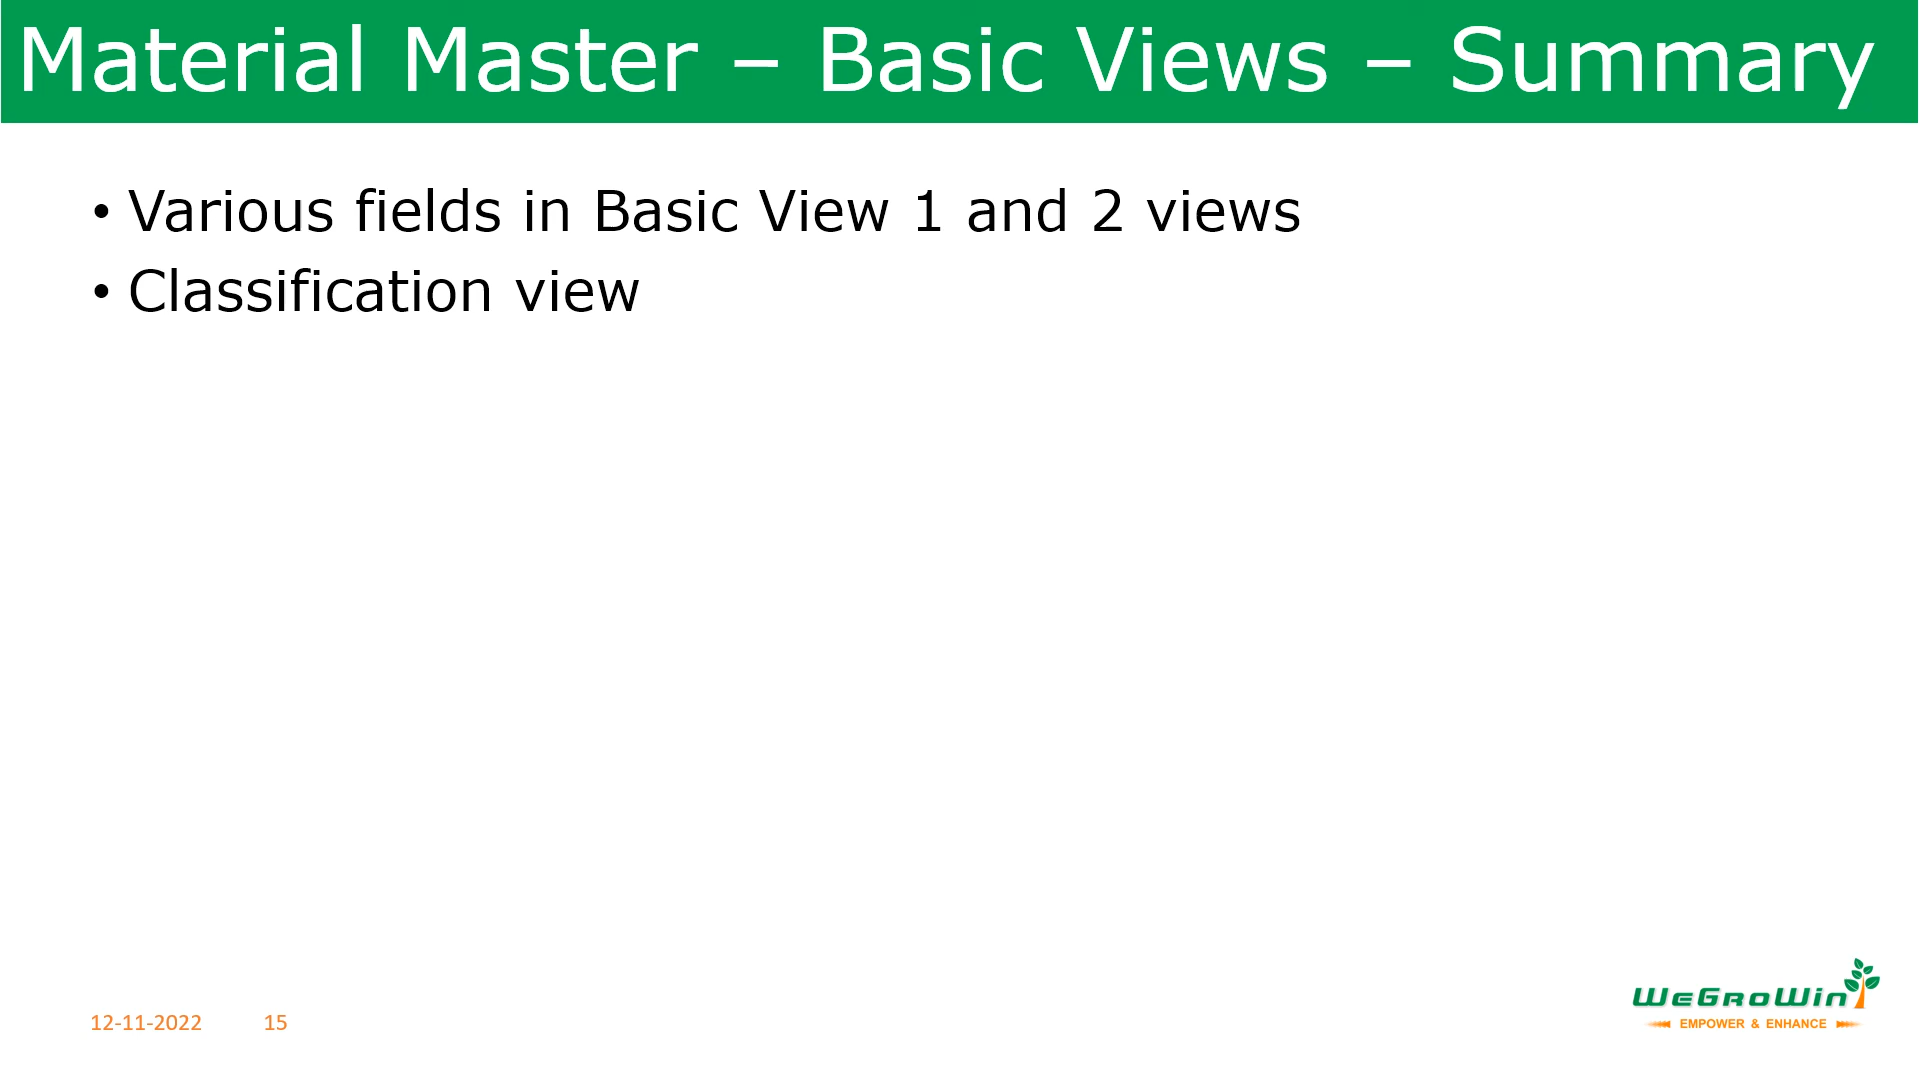 Material Master – Basic Views – Summary
• Various fields in Basic View 1 and 2 views
• Classification view
12-11-2022 15
WeGroWin
EMPOWER & ENHANCE